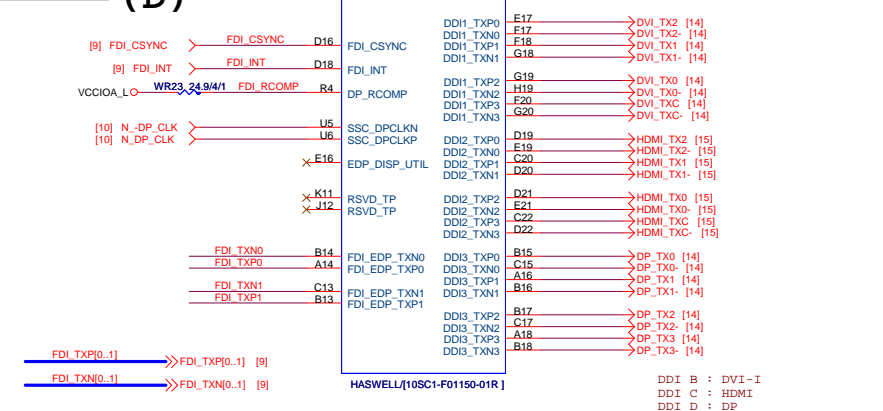 (D)
[9] FDI_CSYNC FDI_CSYNC D16 FDI_CSYNC
[9] FDI_INT FDI_INT D18 FDI_INT
VCCIOA_L WR23 24.9/4/1 FDI_RCOMP R4 DP_RCOMP
[10] N_-DP_CLK U5 SSC_DPCLKN
[10] N_DP_CLK U6 SSC_DPCLKP
E16 EDP_DISP_UTIL
K11 RSVD_TP
J12 RSVD_TP
FDI_TXN0 B14 FDI_EDP_TXN0
FDI_TXP0 A14 FDI_EDP_TXP0
FDI_TXN1 C13 FDI_EDP_TXN1
FDI_TXP1 B13 FDI_EDP_TXP1
DDI1_TXP0 E17 DVI_TX2 [14]
DDI1_TXN0 F17 DVI_TX2- [14]
DDI1_TXP1 F18 DVI_TX1 [14]
DDI1_TXN1 G18 DVI_TX1- [14]
DDI1_TXP2 G19 DVI_TX0 [14]
DDI1_TXN2 H19 DVI_TX0- [14]
DDI1_TXP3 F20 DVI_TXC [14]
DDI1_TXN3 G20 DVI_TXC- [14]
DDI2_TXP0 D19 HDMI_TX2 [15]
DDI2_TXN0 E19 HDMI_TX2- [15]
DDI2_TXP1 C20 HDMI_TX1 [15]
DDI2_TXN1 D20 HDMI_TX1- [15]
DDI2_TXP2 D21 HDMI_TX0 [15]
DDI2_TXN2 E21 HDMI_TX0- [15]
DDI2_TXP3 C22 HDMI_TXC [15]
DDI2_TXN3 D22 HDMI_TXC- [15]
DDI3_TXP0 B15 DP_TX0 [14]
DDI3_TXN0 C15 DP_TX0- [14]
DDI3_TXP1 A16 DP_TX1 [14]
DDI3_TXN1 B16 DP_TX1- [14]
DDI3_TXP2 B17 DP_TX2 [14]
DDI3_TXN2 C17 DP_TX2- [14]
DDI3_TXP3 A18 DP_TX3 [14]
DDI3_TXN3 B18 DP_TX3- [14]
FDI_TXP[0..1] FDI_TXP[0..1] [9]
FDI_TXN[0..1] FDI_TXN[0..1] [9]
HASWELL/[10SC1-F01150-01R ]
DDI B : DVI-I
DDI C : HDMI
DDI D : DP